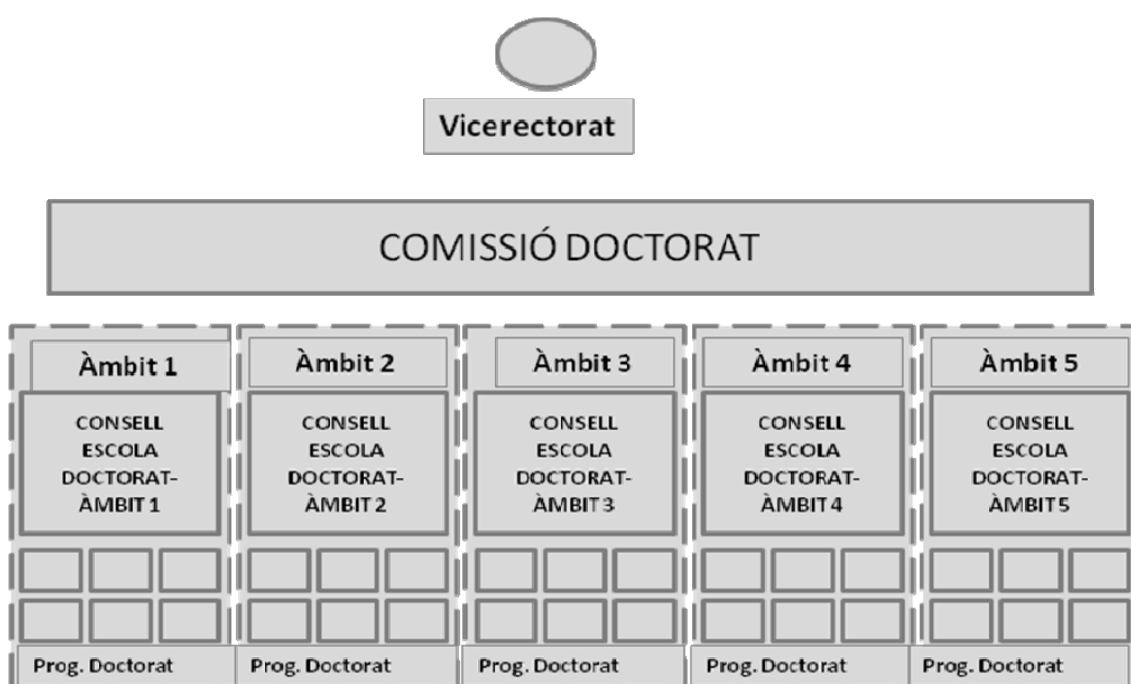 Vicerectorat
COMISSIÓ DOCTORAT
Àmbit 1
CONSELL
ESCOLA
DOCTORAT-
ÀMBIT 1
Prog. Doctorat
Àmbit 2
CONSELL
ESCOLA
DOCTORAT-
ÀMBIT 2
Prog. Doctorat
Àmbit 3
CONSELL
ESCOLA
DOCTORAT-
ÀMBIT 3
Prog. Doctorat
Àmbit 4
CONSELL
ESCOLA
DOCTORAT-
ÀMBIT 4
Prog. Doctorat
Àmbit 5
CONSELL
ESCOLA
DOCTORAT-
ÀMBIT 5
Prog. Doctorat